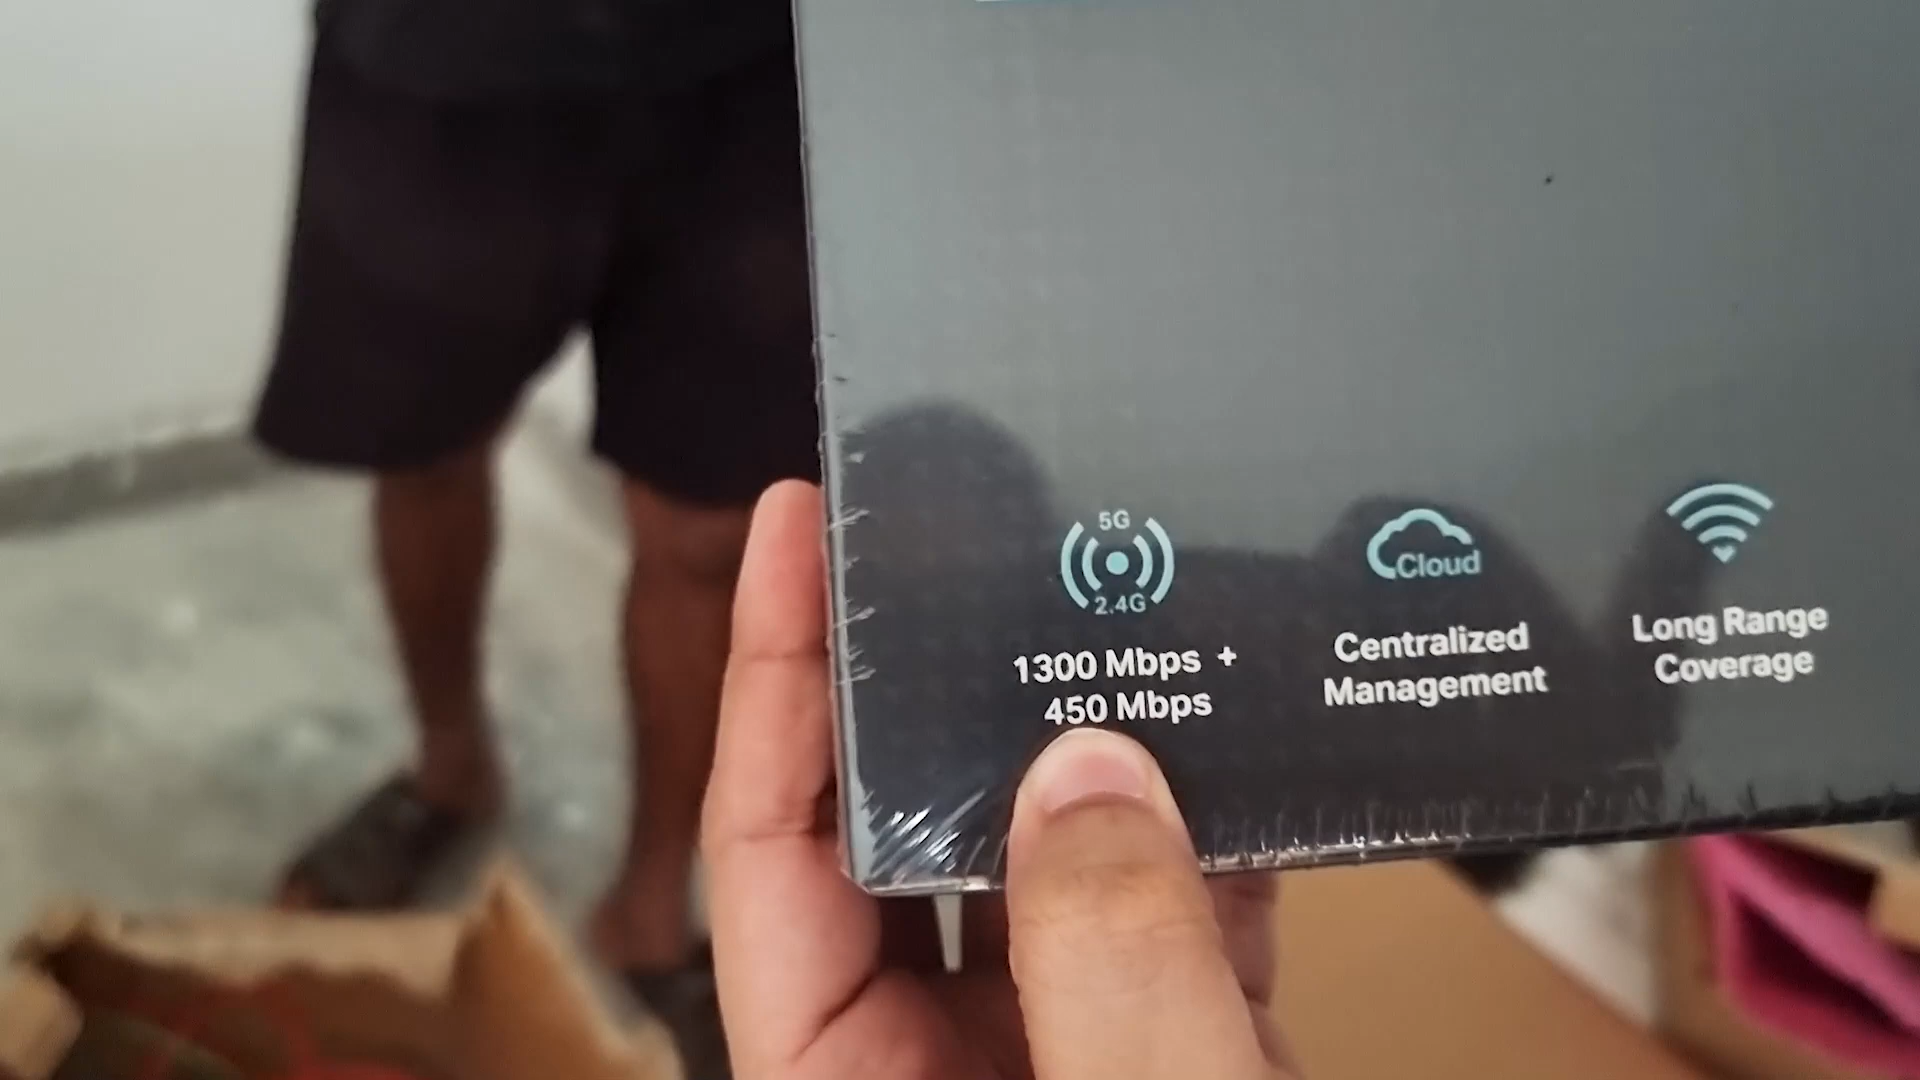 5G
2.4G
1300 Mbps +
450 Mbps
Cloud
Centralized
Management
Long Range
Coverage